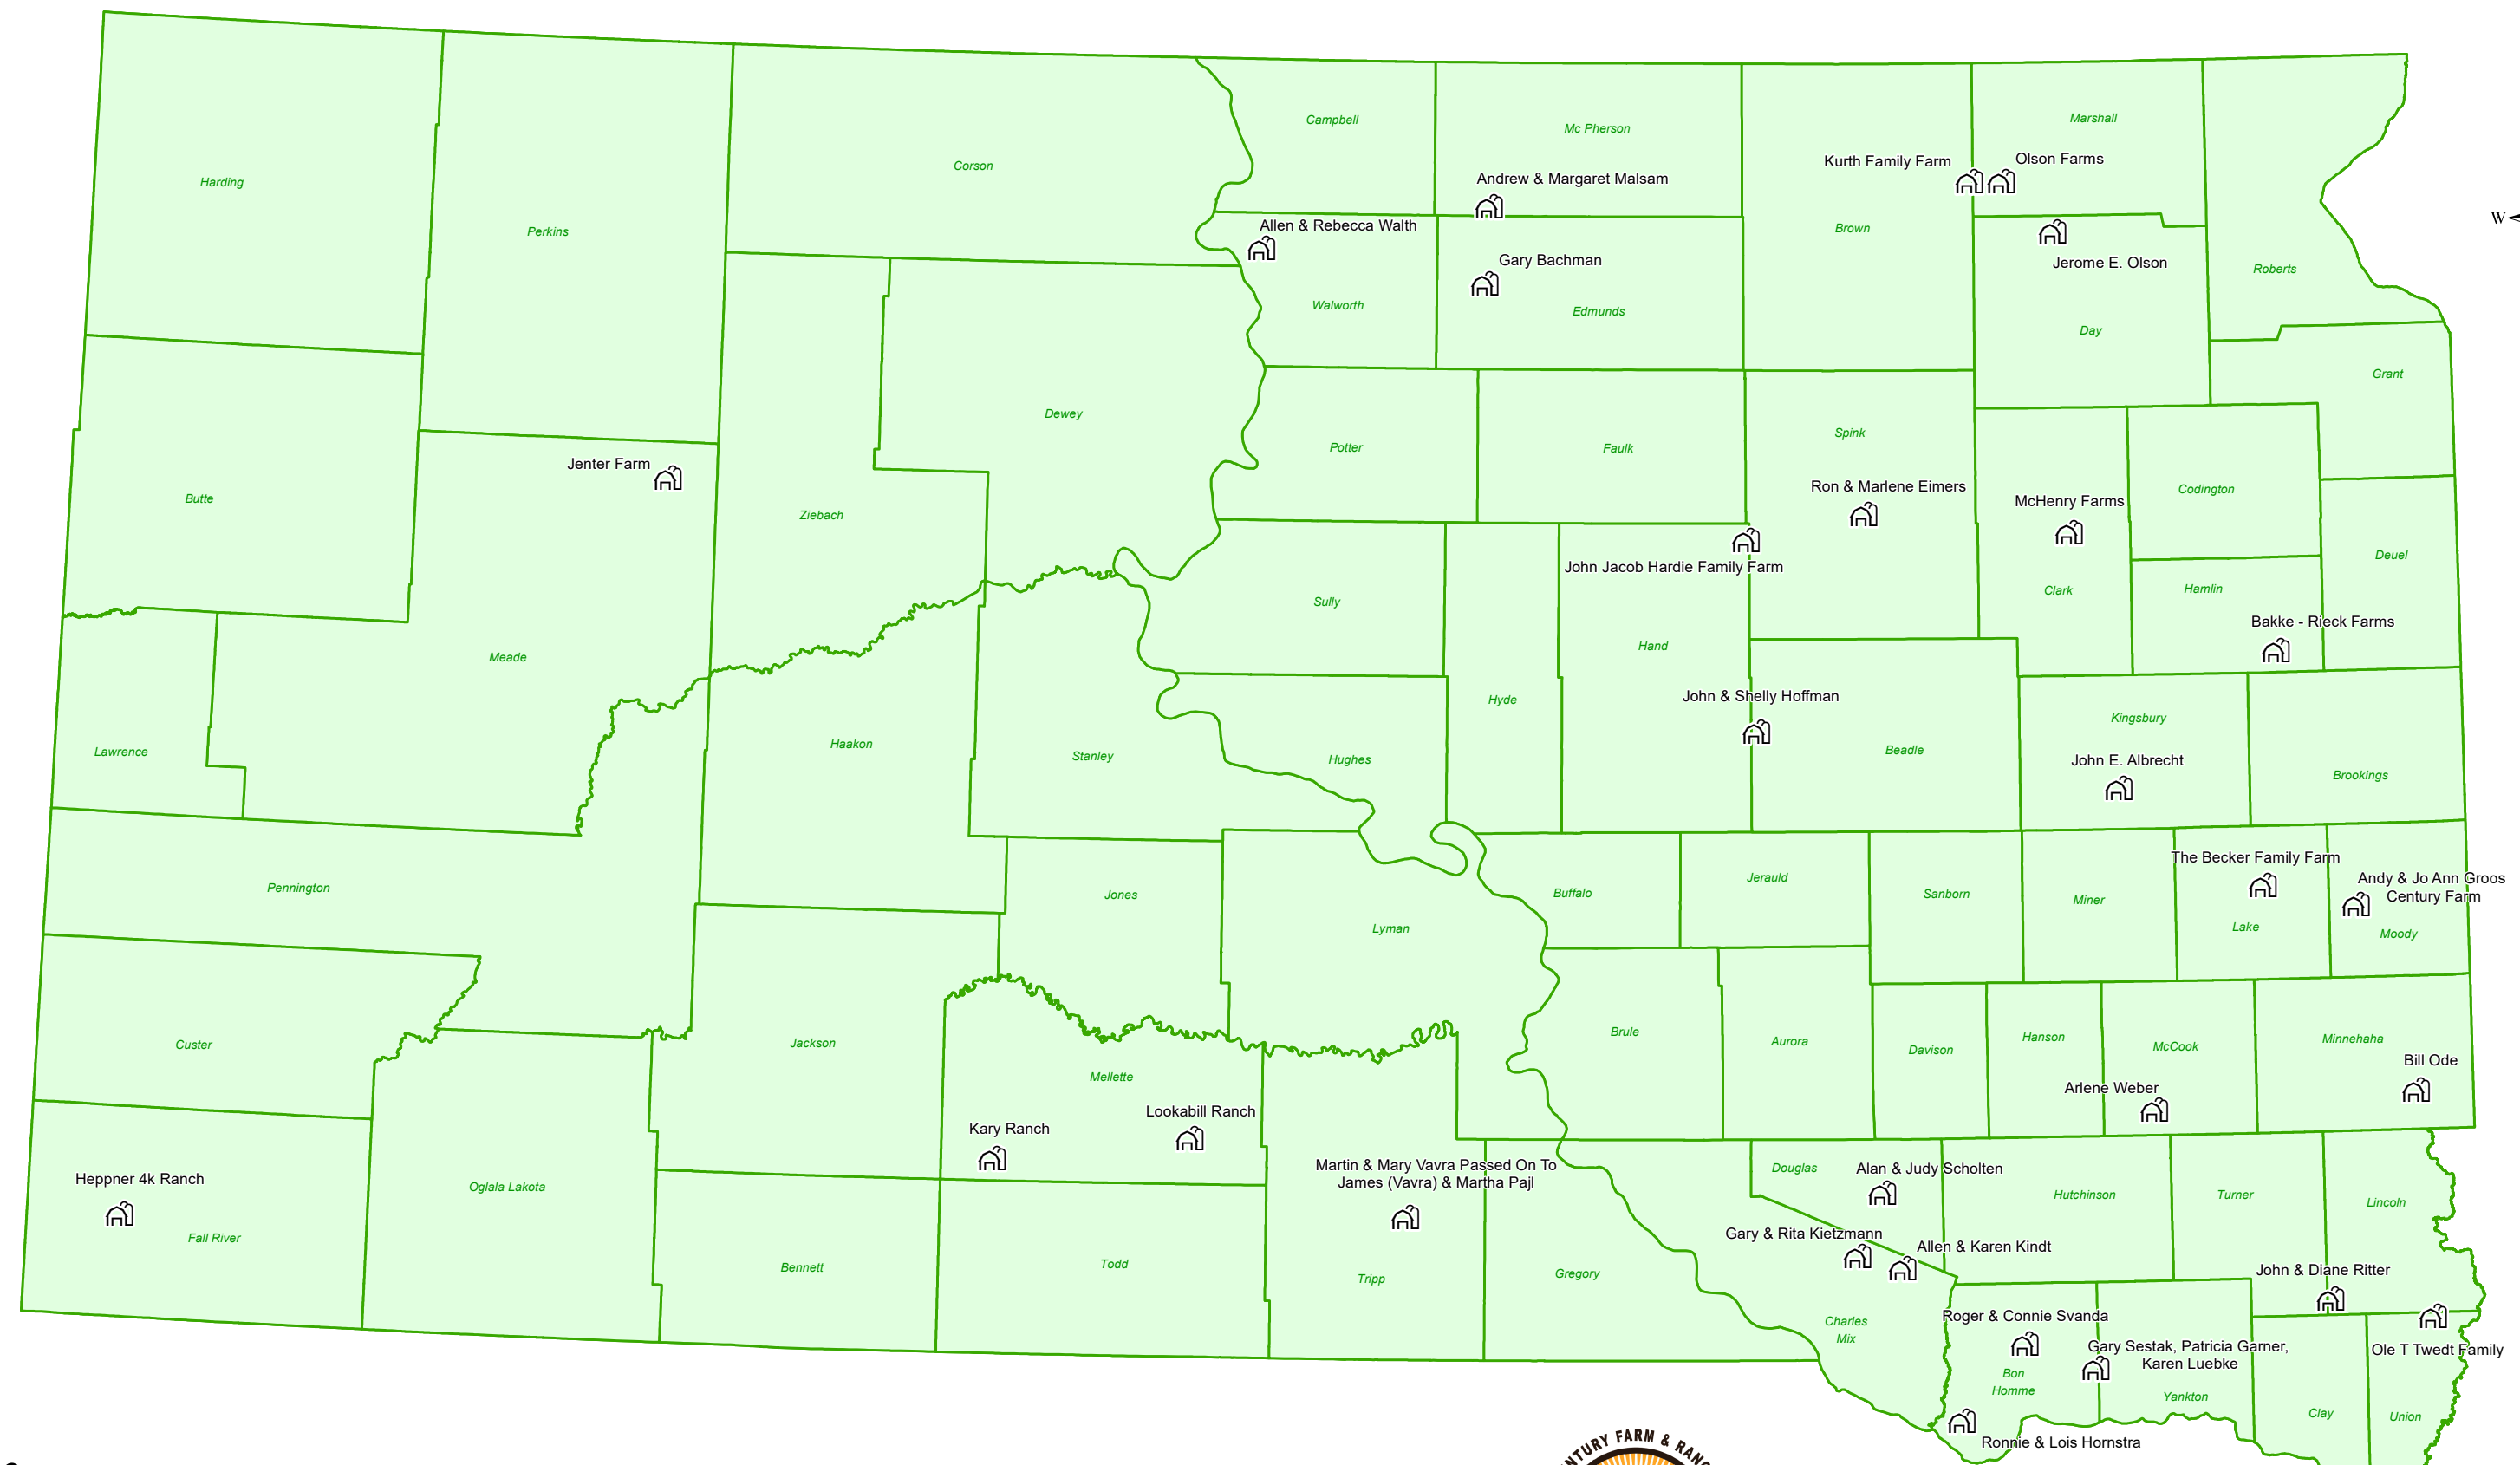 Campbell
Mc Pherson
Marshall
Harding
Corson
Kurth Family Farm
Olson Farms
Andrew & Margaret Malsam
Allen & Rebecca Walth
W
Perkins
Brown
Gary Bachman
Jerome E. Olson
Roberts
Walworth
Edmunds
Day
Grant
Dewey
Spink
Potter
Faulk
Jenter Farm
Butte
Ziebach
Ron & Marlene Eimers
McHenry Farms
Codington
John Jacob Hardie Family Farm
Deuel
Sully
Clark
Hamlin
Bakke - Rieck Farms
Meade
Hand
John & Shelly Hoffman
Hyde
Kingsbury
Lawrence
Haakon
Stanley
Hughes
Beadle
John E. Albrecht
Brookings
The Becker Family Farm
Pennington
Jones
Buffalo
Jerauld
Sanborn
Miner
Andy & Jo Ann Groos
Century Farm
Lyman
Lake
Moody
Custer
Jackson
Brule
Aurora
Davison
Hanson
McCook
Minnehaha
Bill Ode
Mellette
Arlene Weber
Lookabill Ranch
Kary Ranch
Heppner 4k Ranch
Oglala Lakota
Martin & Mary Vavra Passed On To
James (Vavra) & Martha Pajl
Douglas
Alan & Judy Scholten
Hutchinson
Turner
Lincoln
Fall River
Gary & Rita Kietzmann
Allen & Karen Kindt
Bennett
Todd
Tripp
Gregory
John & Diane Ritter
Charles
Mix
Roger & Connie Svanda
Gary Sestak, Patricia Garner,
Karen Luebke
Ole T Twedt Family
Bon
Homme
Yankton
Clay
Union
Ronnie & Lois Hornstra
FARM &